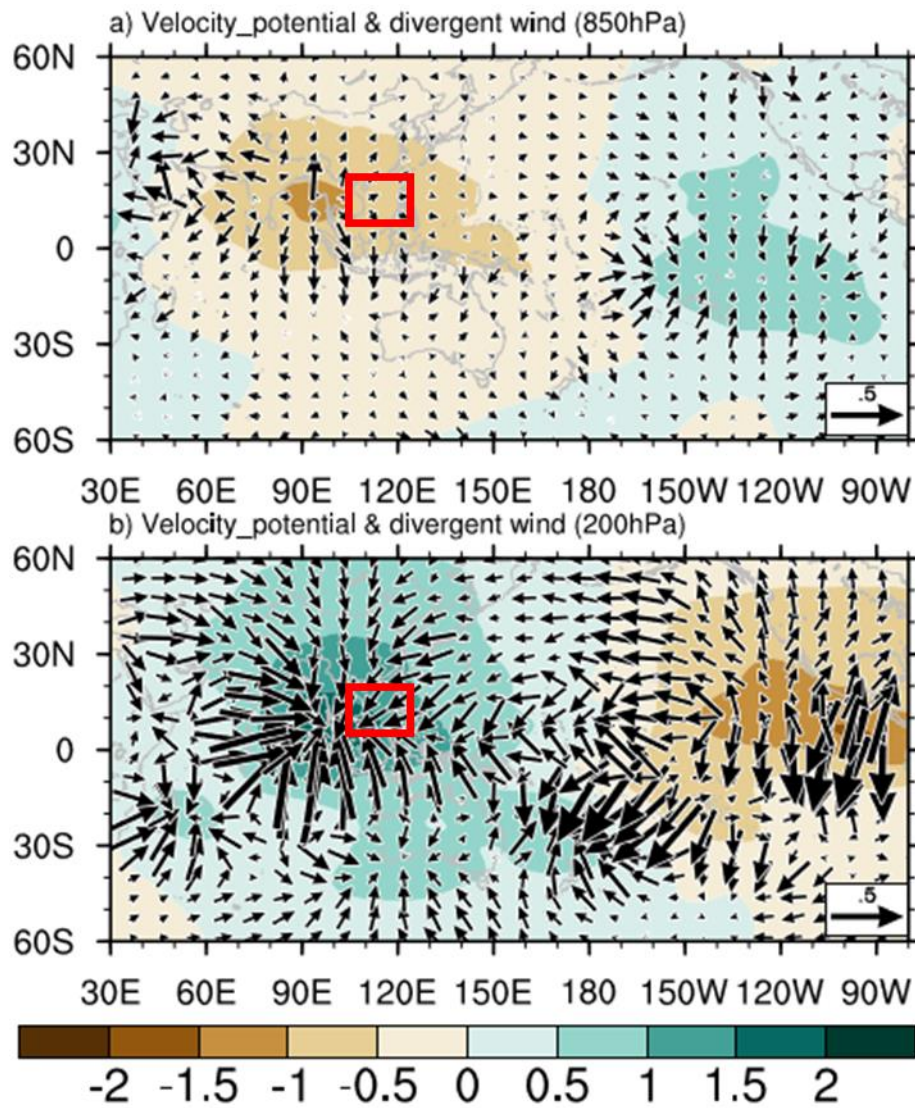 a) Velocity_potential & divergent wind (850hPa)
60N
30N
0
30S
60S
.5
30E 60E 90E 120E 150E 180 150W 120W 90W
b) Velocity_potential & divergent wind (200hPa)
60N
30N
0
30S
60S
.5
30E 60E 90E 120E 150E 180 150W 120W 90W
-2 -1.5 -1 -0.5 0 0.5 1 1.5 2